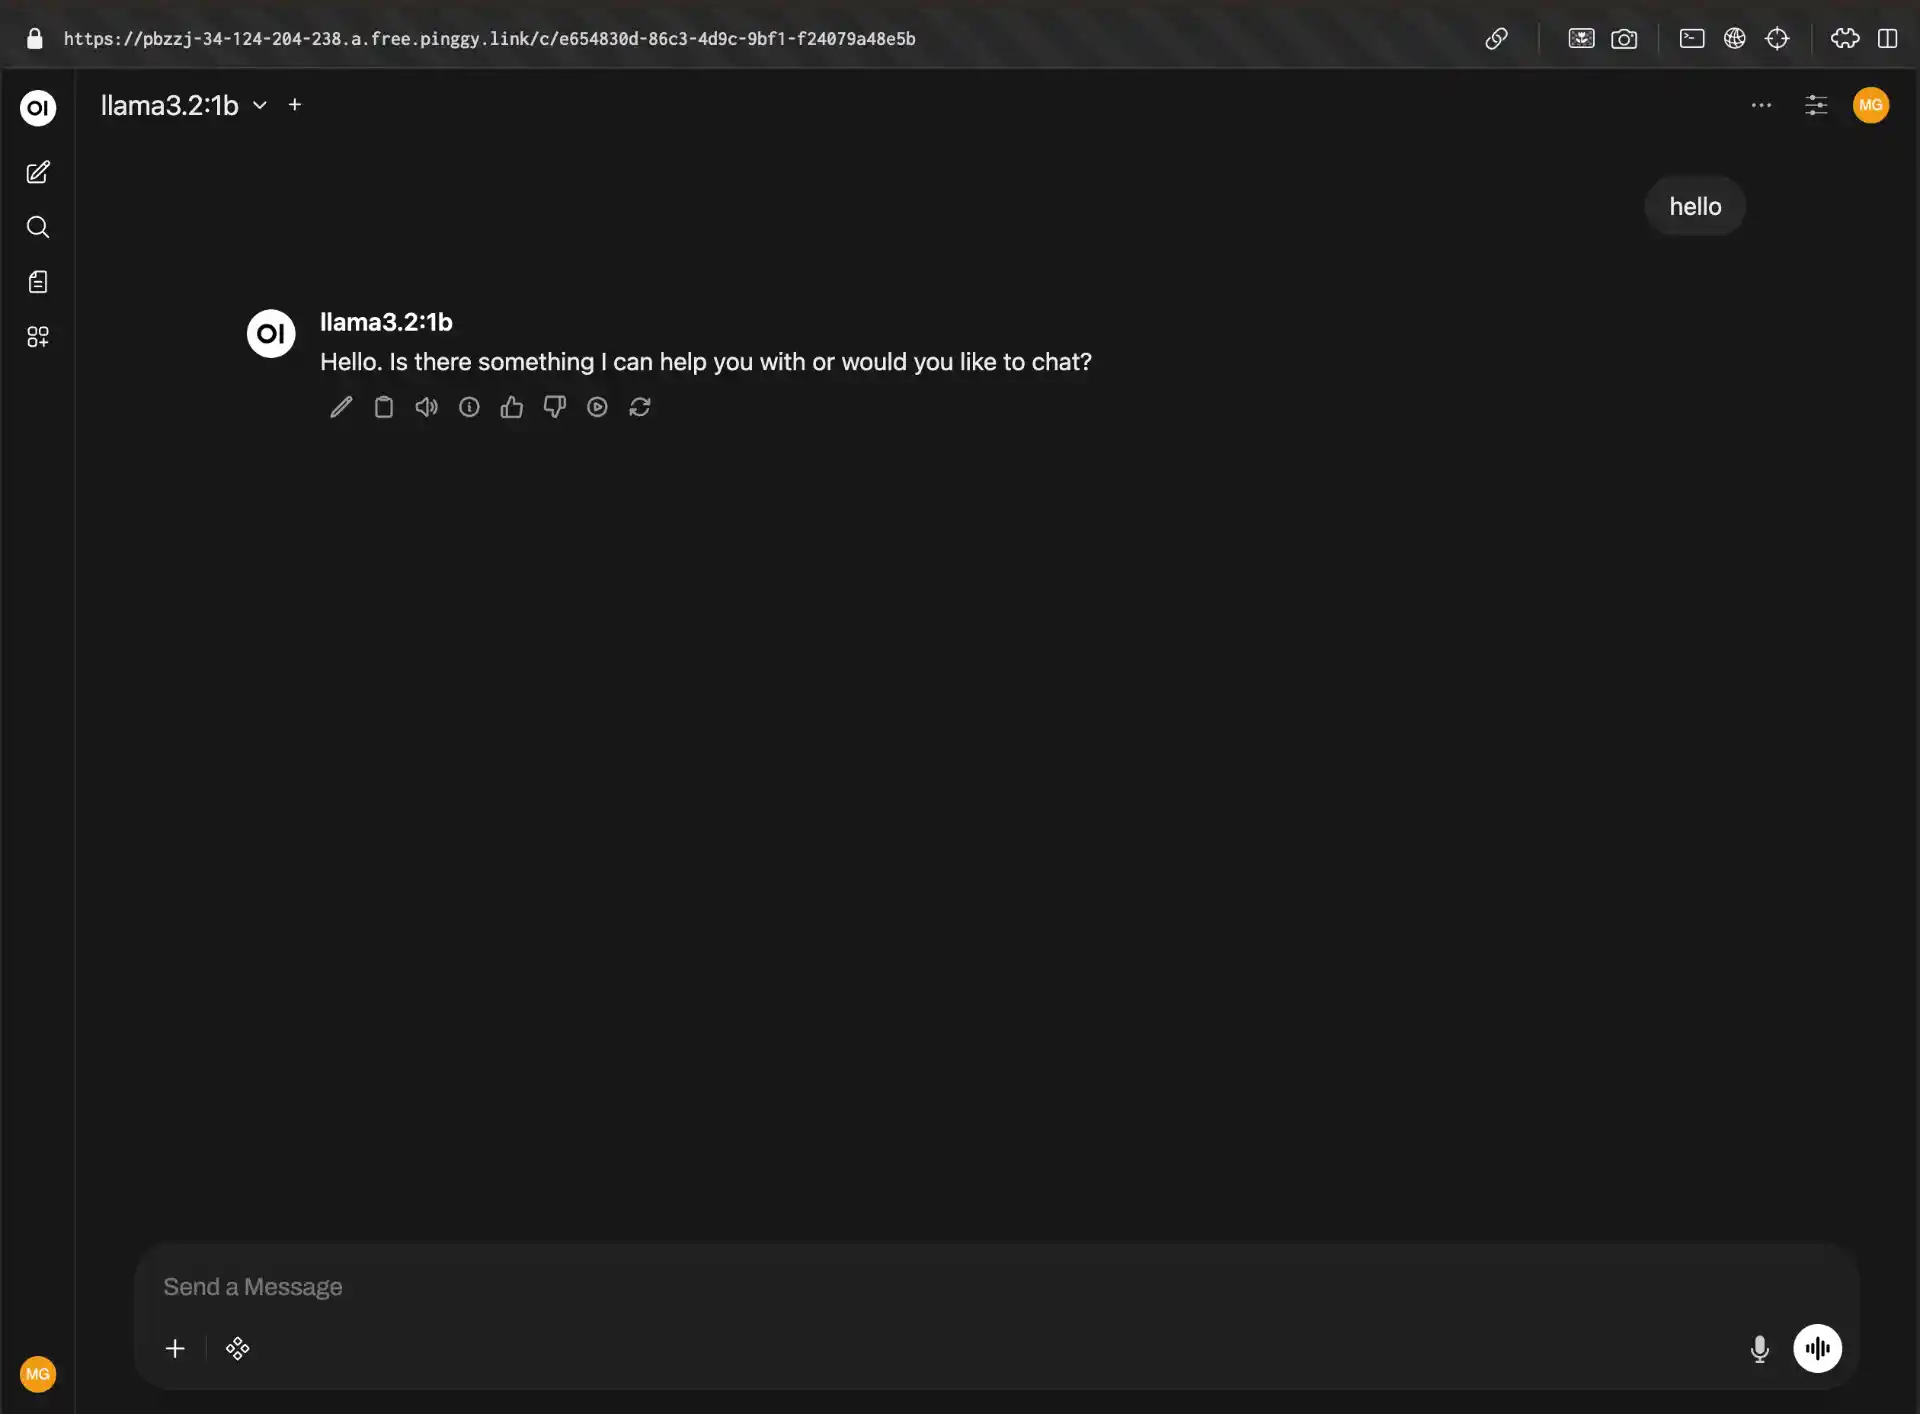 https://pbzzj-34-124-204-238.a.free.pinggy.link/c/e654830d-86c3-4d9c-9bf1-f24079a48e5b
OI
llama3.2:1b
MG
hello
OI
llama3.2:1b
Hello. Is there something I can help you with or would you like to chat?
Send a Message
MG